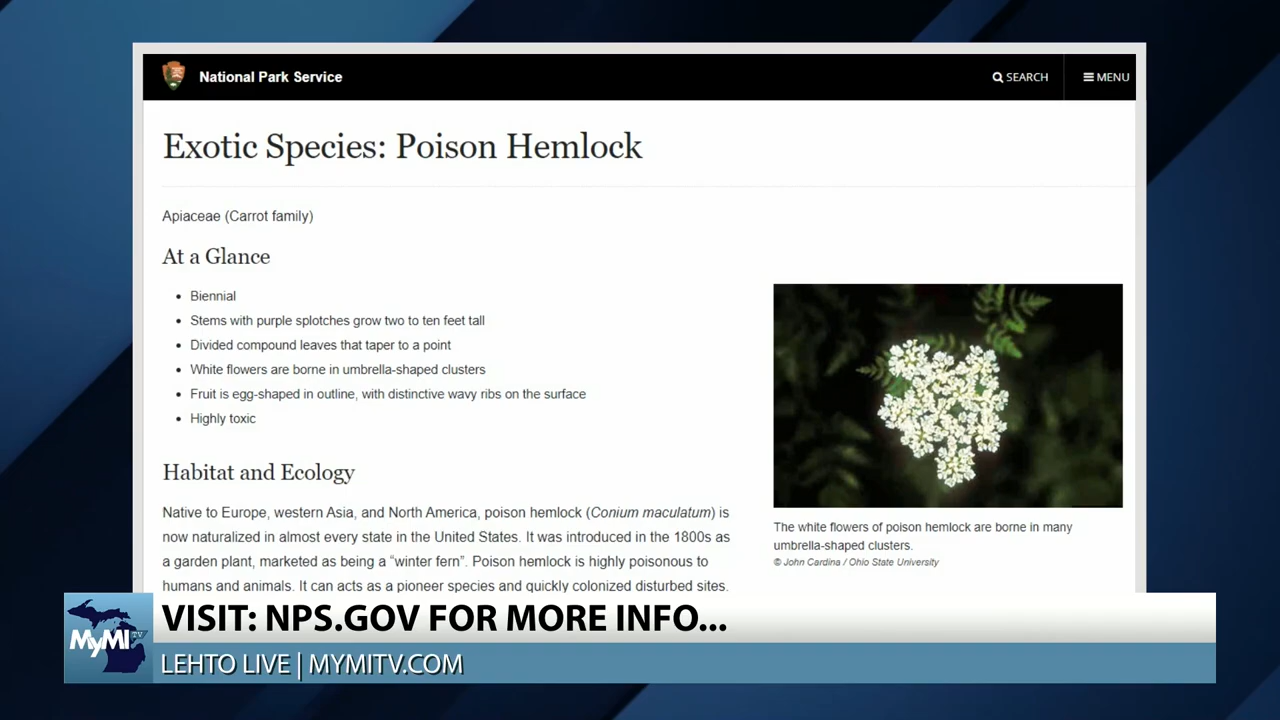 National Park Service
SEARCH
MENU
Exotic Species: Poison Hemlock
Apiaceae (Carrot family)
At a Glance
• Biennial
• Stems with purple splotches grow two to ten feet tall
• Divided compound leaves that taper to a point
• White flowers are borne in umbrella-shaped clusters
• Fruit is egg-shaped in outline, with distinctive wavy ribs on the surface
• Highly toxic
Habitat and Ecology
Native to Europe, western Asia, and North America, poison hemlock (Conium maculatum) is
now naturalized in almost every state in the United States. It was introduced in the 1800s as
a garden plant, marketed as being a “winter fern”. Poison hemlock is highly poisonous to
humans and animals. It can acts as a pioneer species and quickly colonized disturbed sites.
The white flowers of poison hemlock are borne in many
umbrella-shaped clusters.
© John Cardina / Ohio State University
MyMI TV
VISIT: NPS.GOV FOR MORE INFO...
LEHTO LIVE | MYMITV.COM